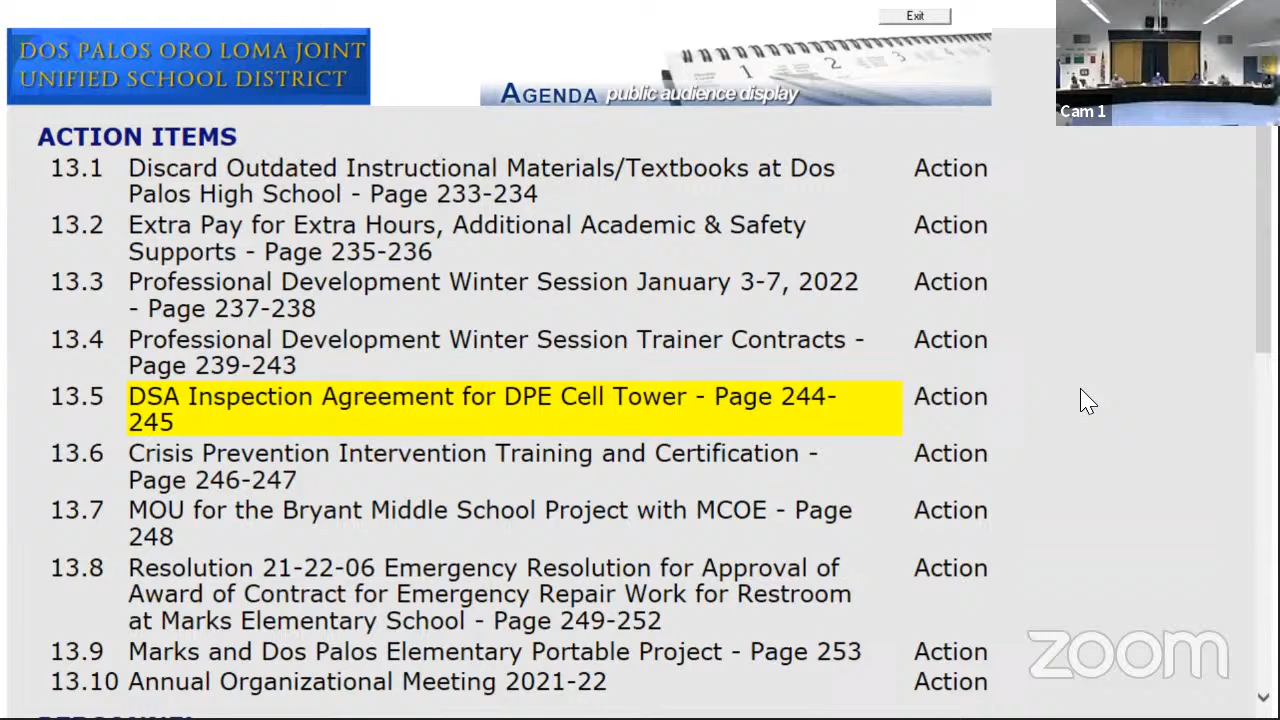 Exit
DOS PALOS ORO LOMA JOINT
UNIFIED SCHOOL DISTRICT
1 2 3
AGENDA public audience display
Cam 1
ACTION ITEMS
13.1 Discard Outdated Instructional Materials/Textbooks at Dos Action
Palos High School - Page 233-234
13.2 Extra Pay for Extra Hours, Additional Academic & Safety Action
Supports - Page 235-236
13.3 Professional Development Winter Session January 3-7, 2022 Action
- Page 237-238
13.4 Professional Development Winter Session Trainer Contracts - Action
Page 239-243
13.5 DSA Inspection Agreement for DPE Cell Tower - Page 244- Action
245
13.6 Crisis Prevention Intervention Training and Certification - Action
Page 246-247
13.7 MOU for the Bryant Middle School Project with MCOE - Page Action
248
13.8 Resolution 21-22-06 Emergency Resolution for Approval of Action
Award of Contract for Emergency Repair Work for Restroom
at Marks Elementary School - Page 249-252
13.9 Marks and Dos Palos Elementary Portable Project - Page 253 Action
13.10 Annual Organizational Meeting 2021-22 Action
zoom